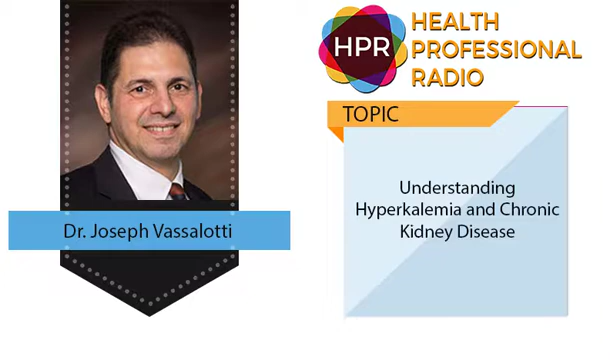 Dr. Joseph Vassalotti
HPR
HEALTH
PROFESSIONAL
RADIO
TOPIC
Understanding
Hyperkalemia and Chronic
Kidney Disease